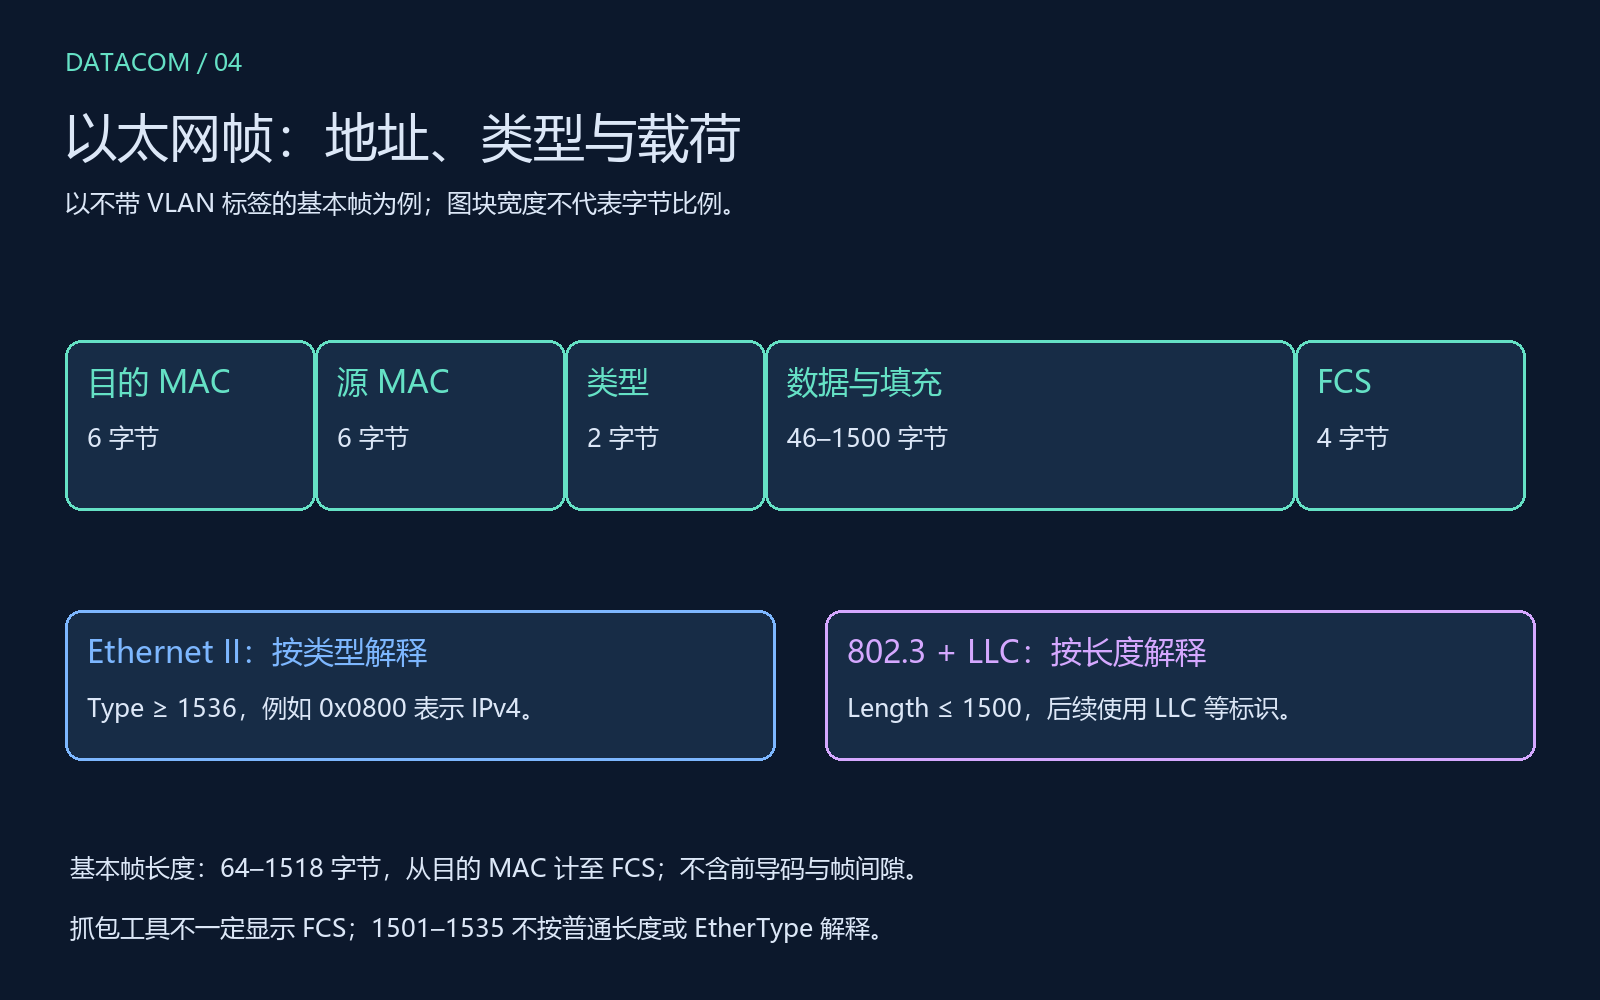 DATACOM / 04
以太网帧：地址、类型与载荷
以不带 VLAN 标签的基本帧为例；图块宽度不代表字节比例。
目的 MAC
6 字节
源 MAC
6 字节
类型
2 字节
数据与填充
46–1500 字节
FCS
4 字节
Ethernet II：按类型解释
Type ≥ 1536，例如 0x0800 表示 IPv4。
802.3 + LLC：按长度解释
Length ≤ 1500，后续使用 LLC 等标识。
基本帧长度：64–1518 字节，从目的 MAC 计至 FCS；不含前导码与帧间隙。
抓包工具不一定显示 FCS；1501–1535 不按普通长度或 EtherType 解释。